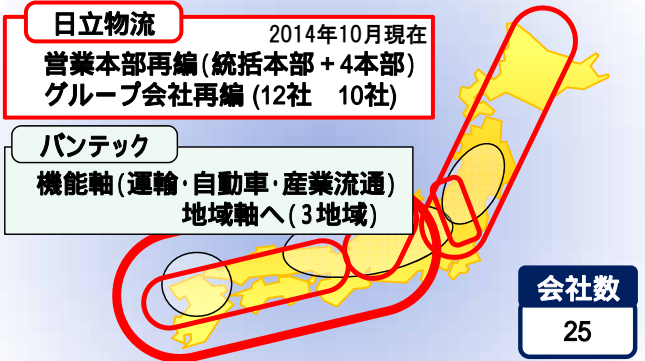 日立物流
2014年10月現在
営業本部再編(統括本部+4本部)
グループ会社再編(12社　10社)
バンテック
機能軸(運輸･自動車･産業流通)
地域軸へ(3地域)
会社数
25